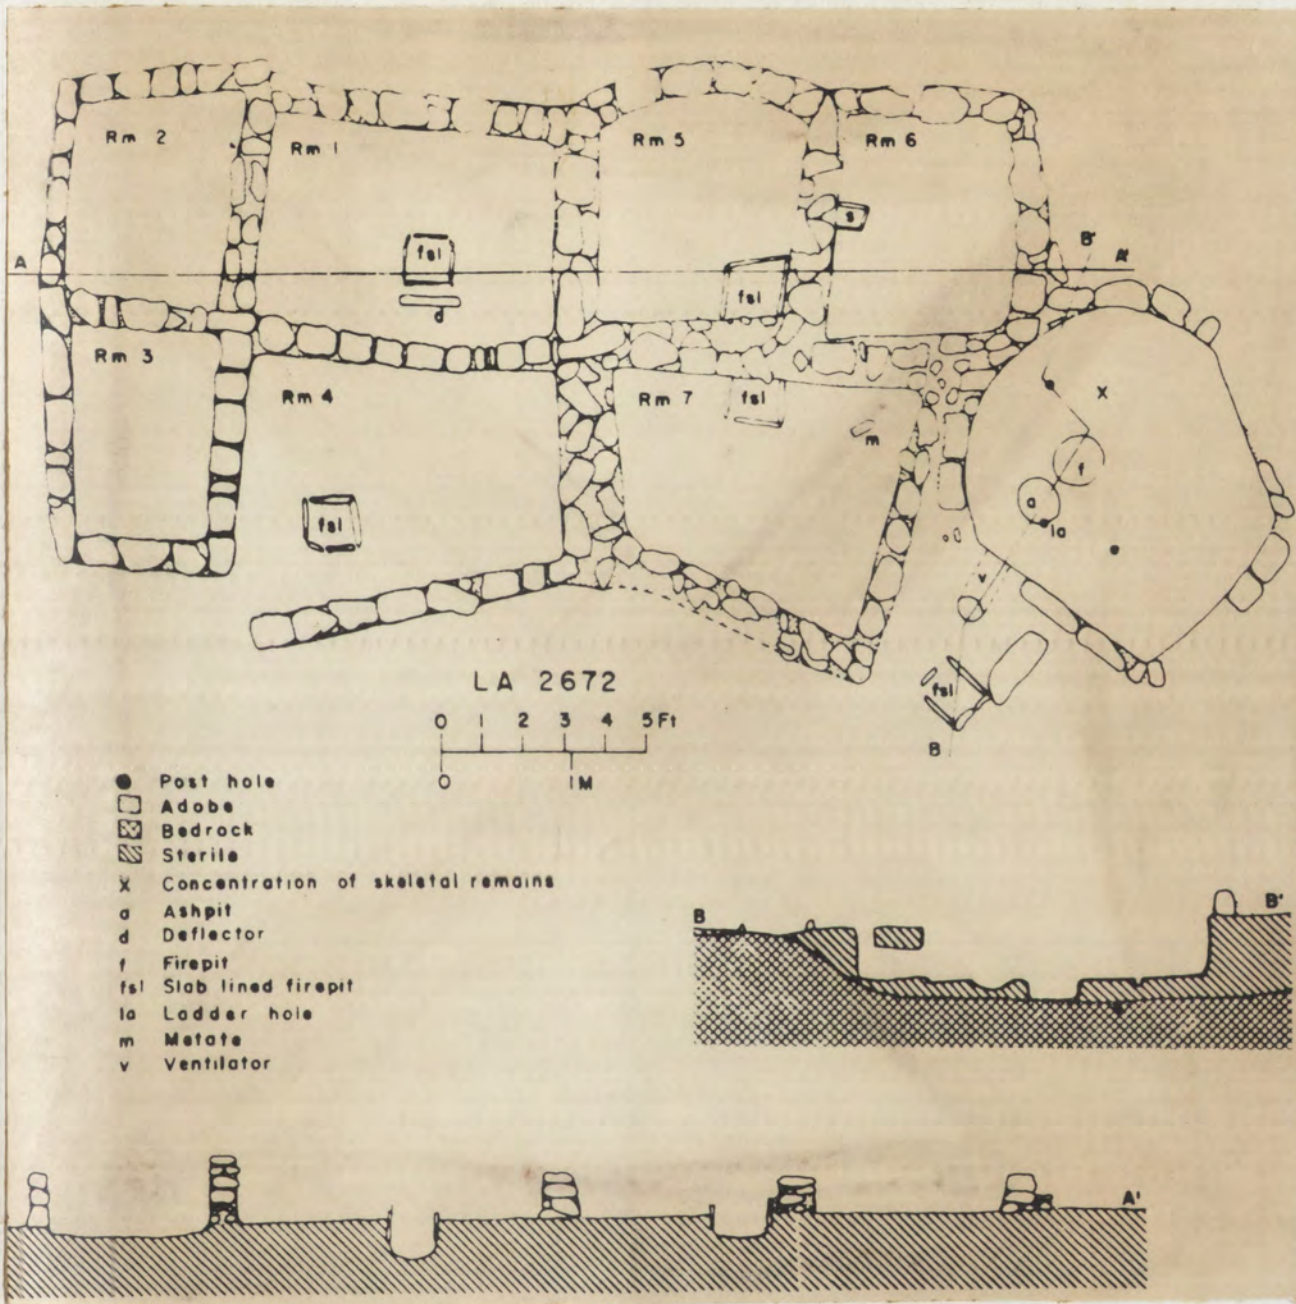 Rm 2
Rm 1
Rm 5
Rm 6
s
A
fsl
B'
A'
fsl
d
Rm 3
Rm 4
Rm 7
fsl
m
x
f
a
la
fsl
v
fsl
B
LA 2672
0 1 2 3 4 5 Ft
0 1 M
Post hole
Adobe
Bedrock
Sterile
x Concentration of skeletal remains
a Ashpit
d Deflector
f Firepit
fsl Slab lined firepit
la Ladder hole
m Metate
v Ventilator
B B'
A'